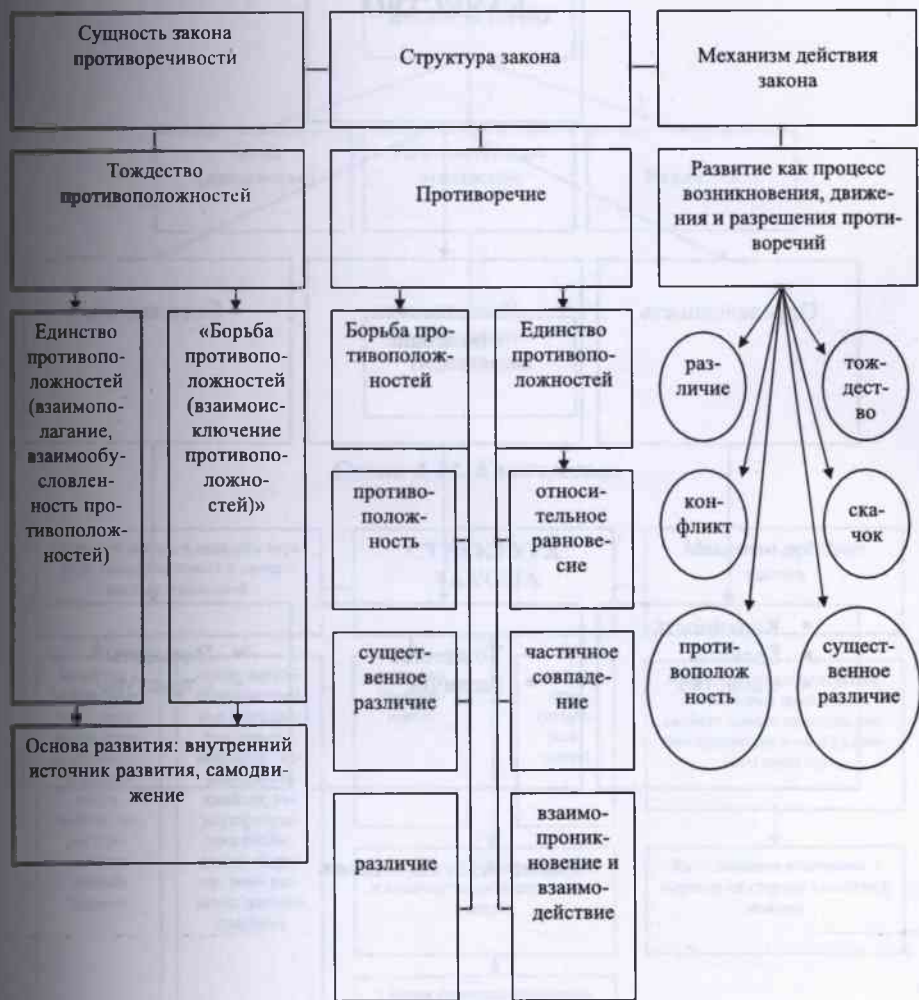 Сущность закона
противоречивости
Структура закона
Механизм действия
закона
Тождество
противоположностей
Противоречие
Развитие как процесс
возникновения, движе-
ния и разрешения проти-
воречий
Единство
противопо-
ложностей
(взаимопо-
лагание,
взаимообу-
словлен-
ность про-
тивополож-
ностей)
«Борьба
противопо-
ложностей
(взаимоис-
ключение
противопо-
ложно-
стей)»
Борьба про-
тивополож-
ностей
Единство
противопо-
ложностей
раз-
личие
тож-
дест-
во
противо-
полож-
ность
относи-
тельное
равнове-
сие
кон-
фликт
ска-
чок
сущест-
венное
различие
частичное
совпаде-
ние
про-
тивополож
ность
сущест-
венное
различие
Основа развития: внутренний
источник развития, самодви-
жение
различие
взаимо-
проник-
новение и
взаимо-
действие